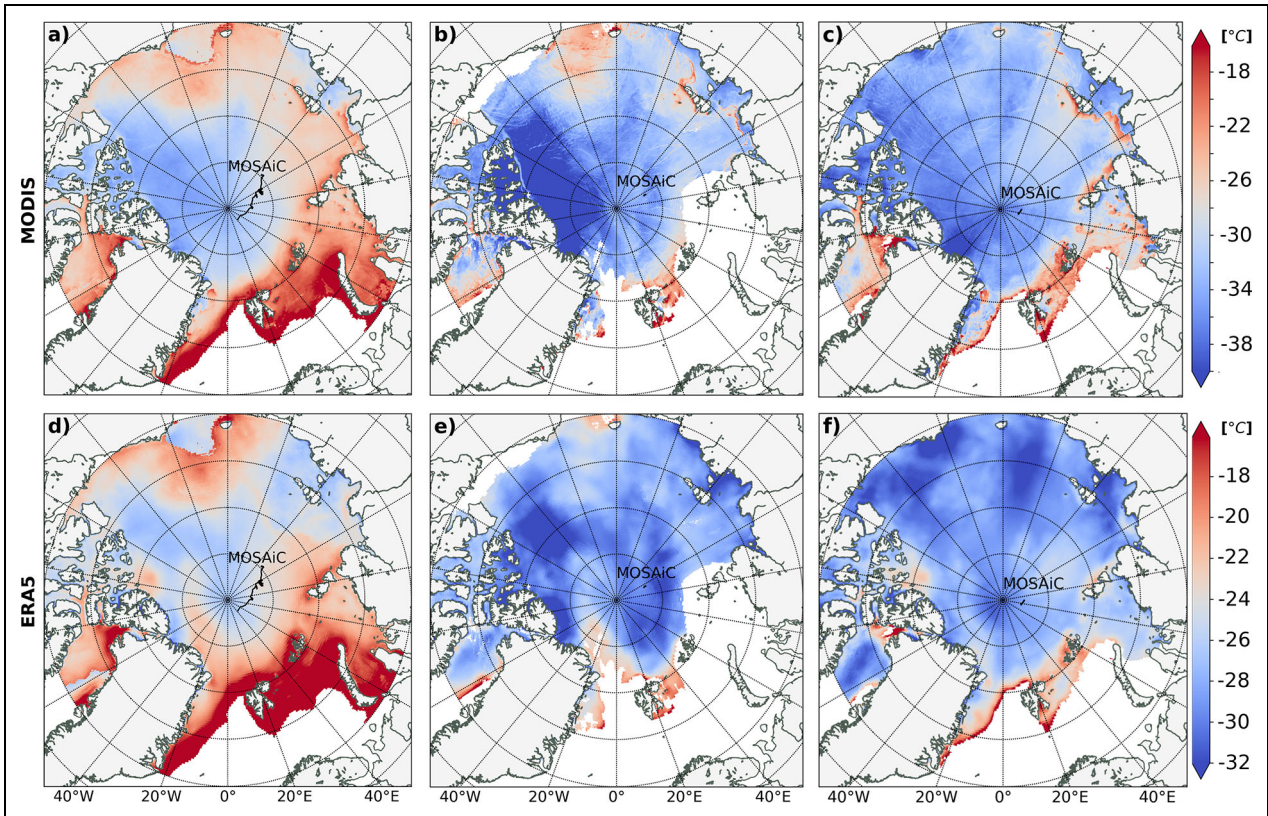 a)
b)
c)
[°C]
MODIS
MOSAiC
MOSAiC
MOSAiC
-18
-22
-26
-30
-34
-38
d)
e)
f)
[°C]
ERA5
MOSAiC
MOSAiC
MOSAiC
-18
-20
-22
-24
-26
-28
-30
-32
40°W 20°W 0° 20°E 40°E 40°W 20°W 0° 20°E 40°E 40°W 20°W 0° 20°E 40°E